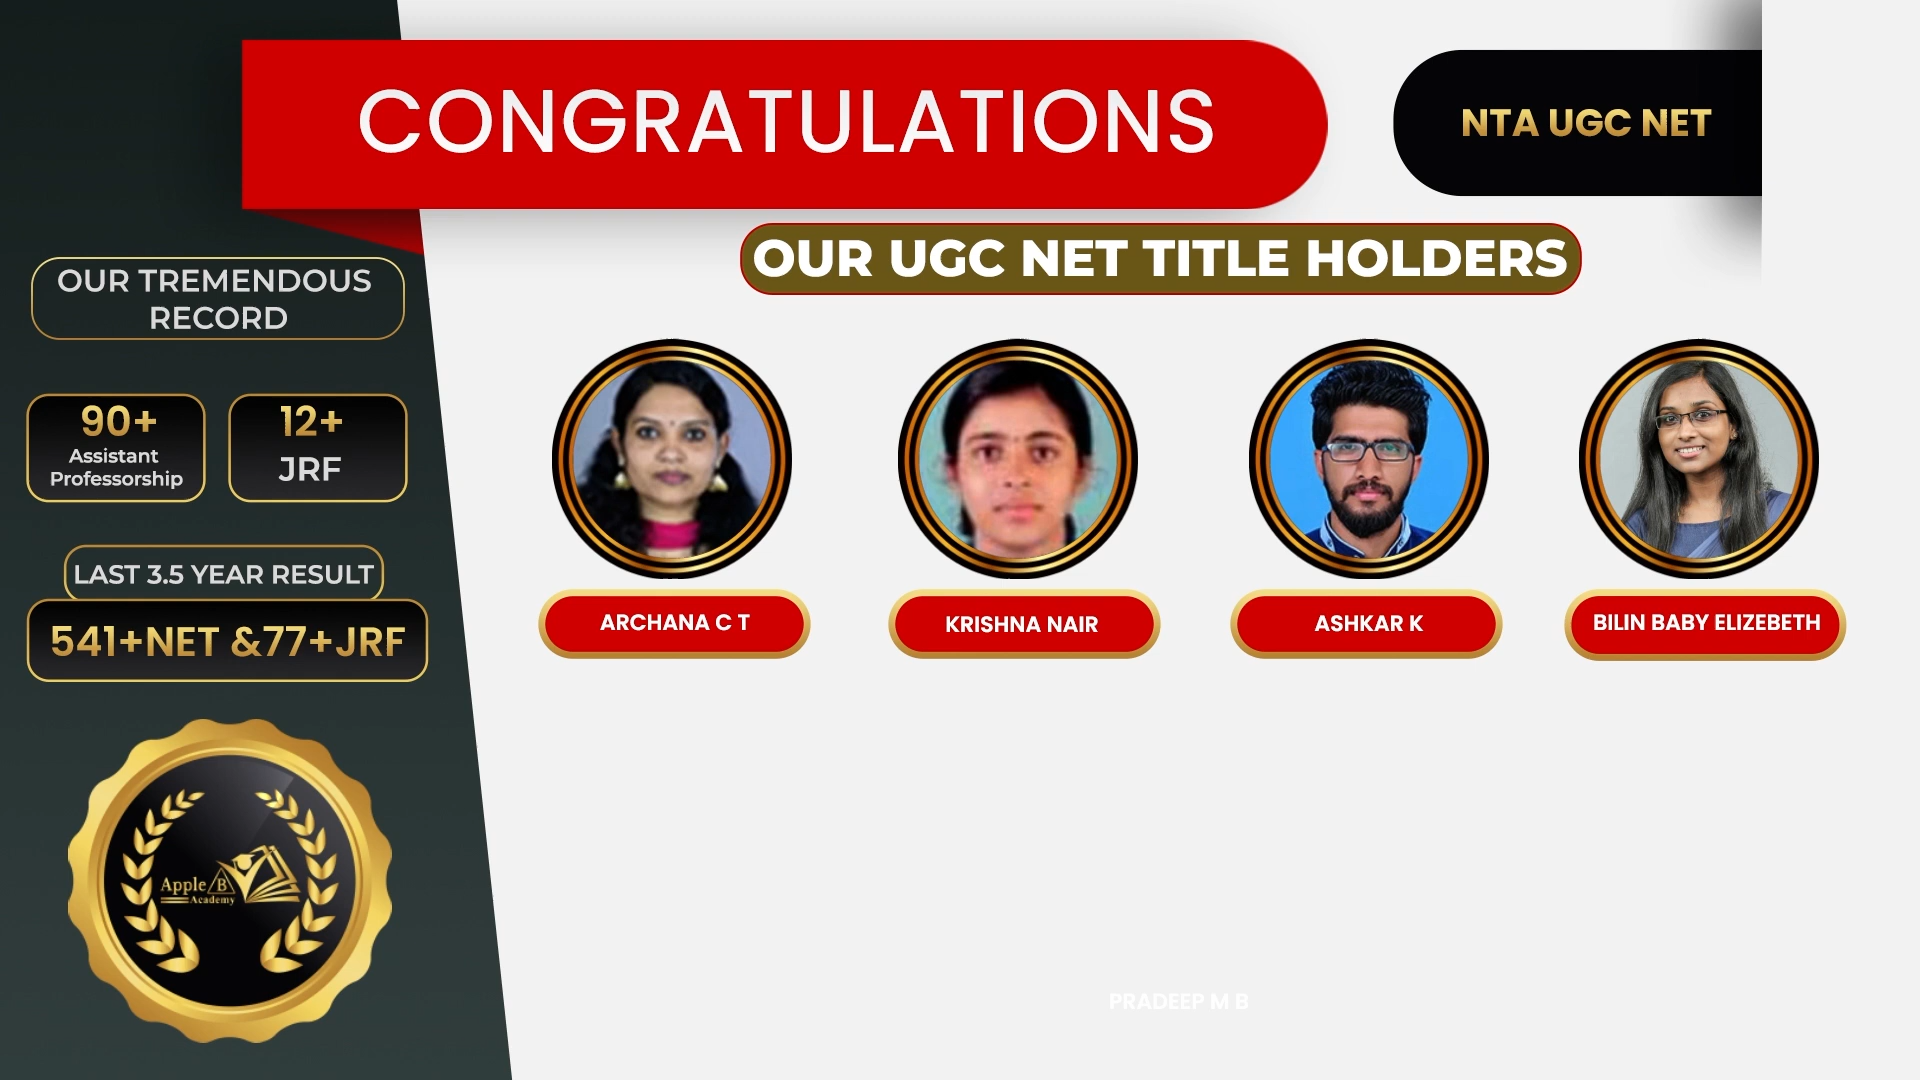 CONGRATULATIONS
NTA UGC NET
OUR UGC NET TITLE HOLDERS
OUR TREMENDOUS
RECORD
90+
Assistant
Professorship
12+
JRF
LAST 3.5 YEAR RESULT
541+NET &77+JRF
Apple B
Academy
ARCHANA C T
KRISHNA NAIR
ASHKAR K
BILIN BABY ELIZEBETH
PRADEEP M B